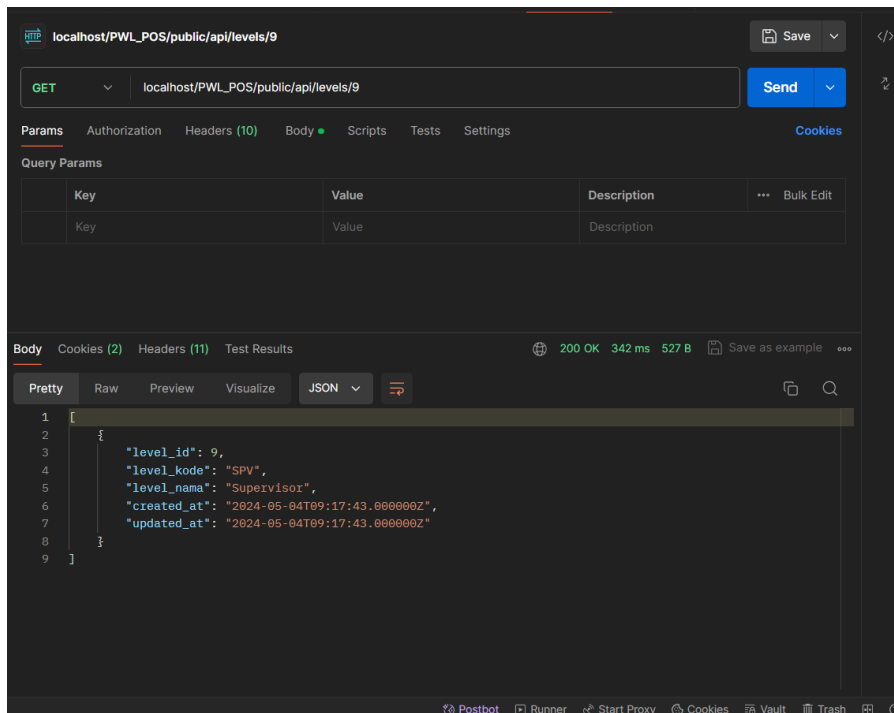 HTTP localhost/PWL_POS/public/api/levels/9 Save </>
GET localhost/PWL_POS/public/api/levels/9 Send
Params Authorization Headers (10) Body Scripts Tests Settings Cookies
Query Params
Key Value Description Bulk Edit
Key Value Description
Body Cookies (2) Headers (11) Test Results 200 OK 342 ms 527 B Save as example
Pretty Raw Preview Visualize JSON
1 [
2 {
3 "level_id": 9,
4 "level_kode": "SPV",
5 "level_nama": "Supervisor",
6 "created_at": "2024-05-04T09:17:43.000000Z",
7 "updated_at": "2024-05-04T09:17:43.000000Z"
8 }
9 ]
Postbot Runner Start Proxy Cookies Vault Trash